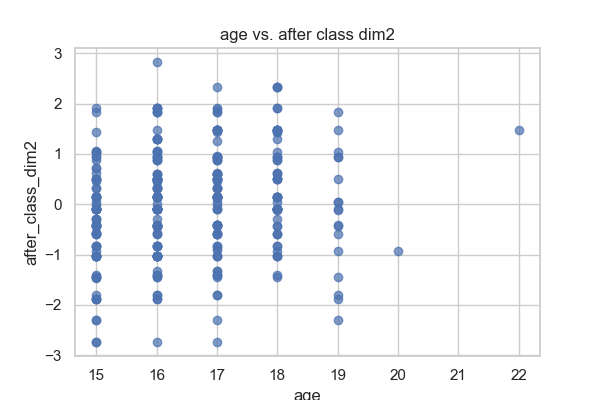 age vs. after class dim2
after_class_dim2
3
2
1
0
−1
−2
−3
15 16 17 18 19 20 21 22
age